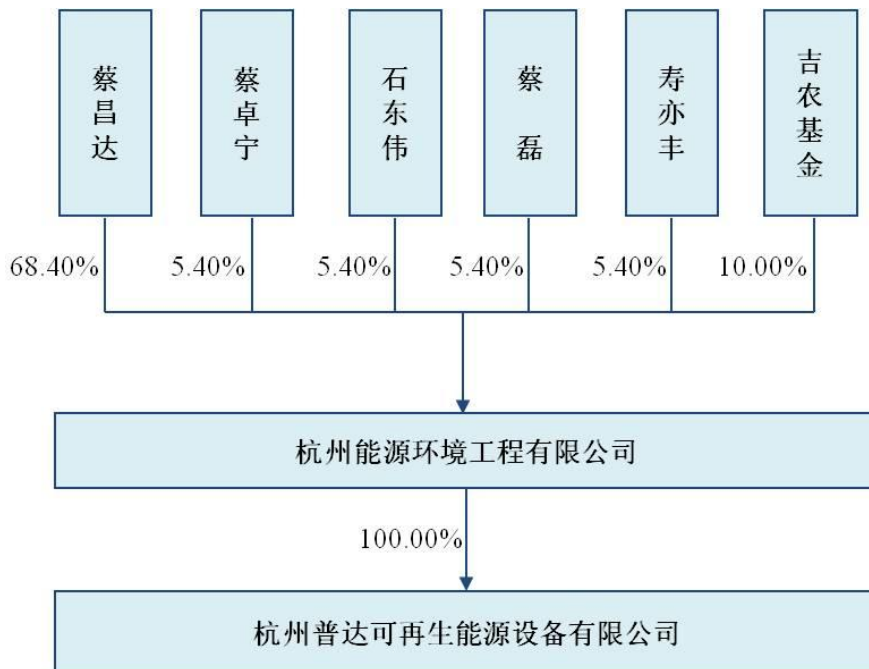 蔡昌达
蔡卓宁
石东伟
蔡 磊
寿亦丰
吉农基金
68.40%
5.40%
5.40%
5.40%
5.40%
10.00%
杭州能源环境工程有限公司
100.00%
杭州普达可再生能源设备有限公司